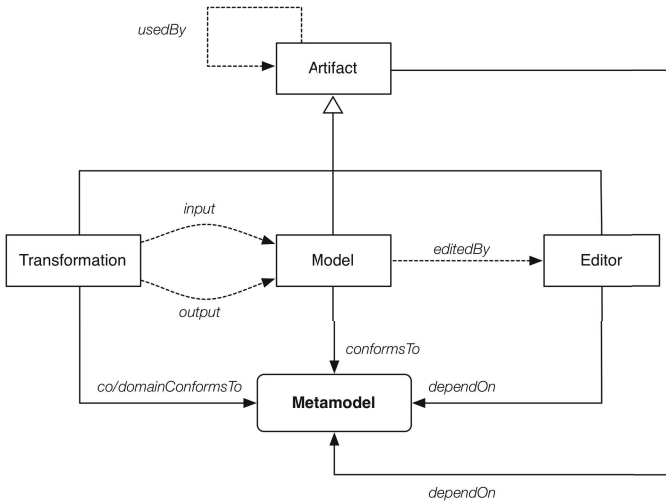 usedBy
Artifact
input
Transformation
Model
editedBy
Editor
output
conformsTo
co/domainConformsTo
Metamodel
dependOn
dependOn